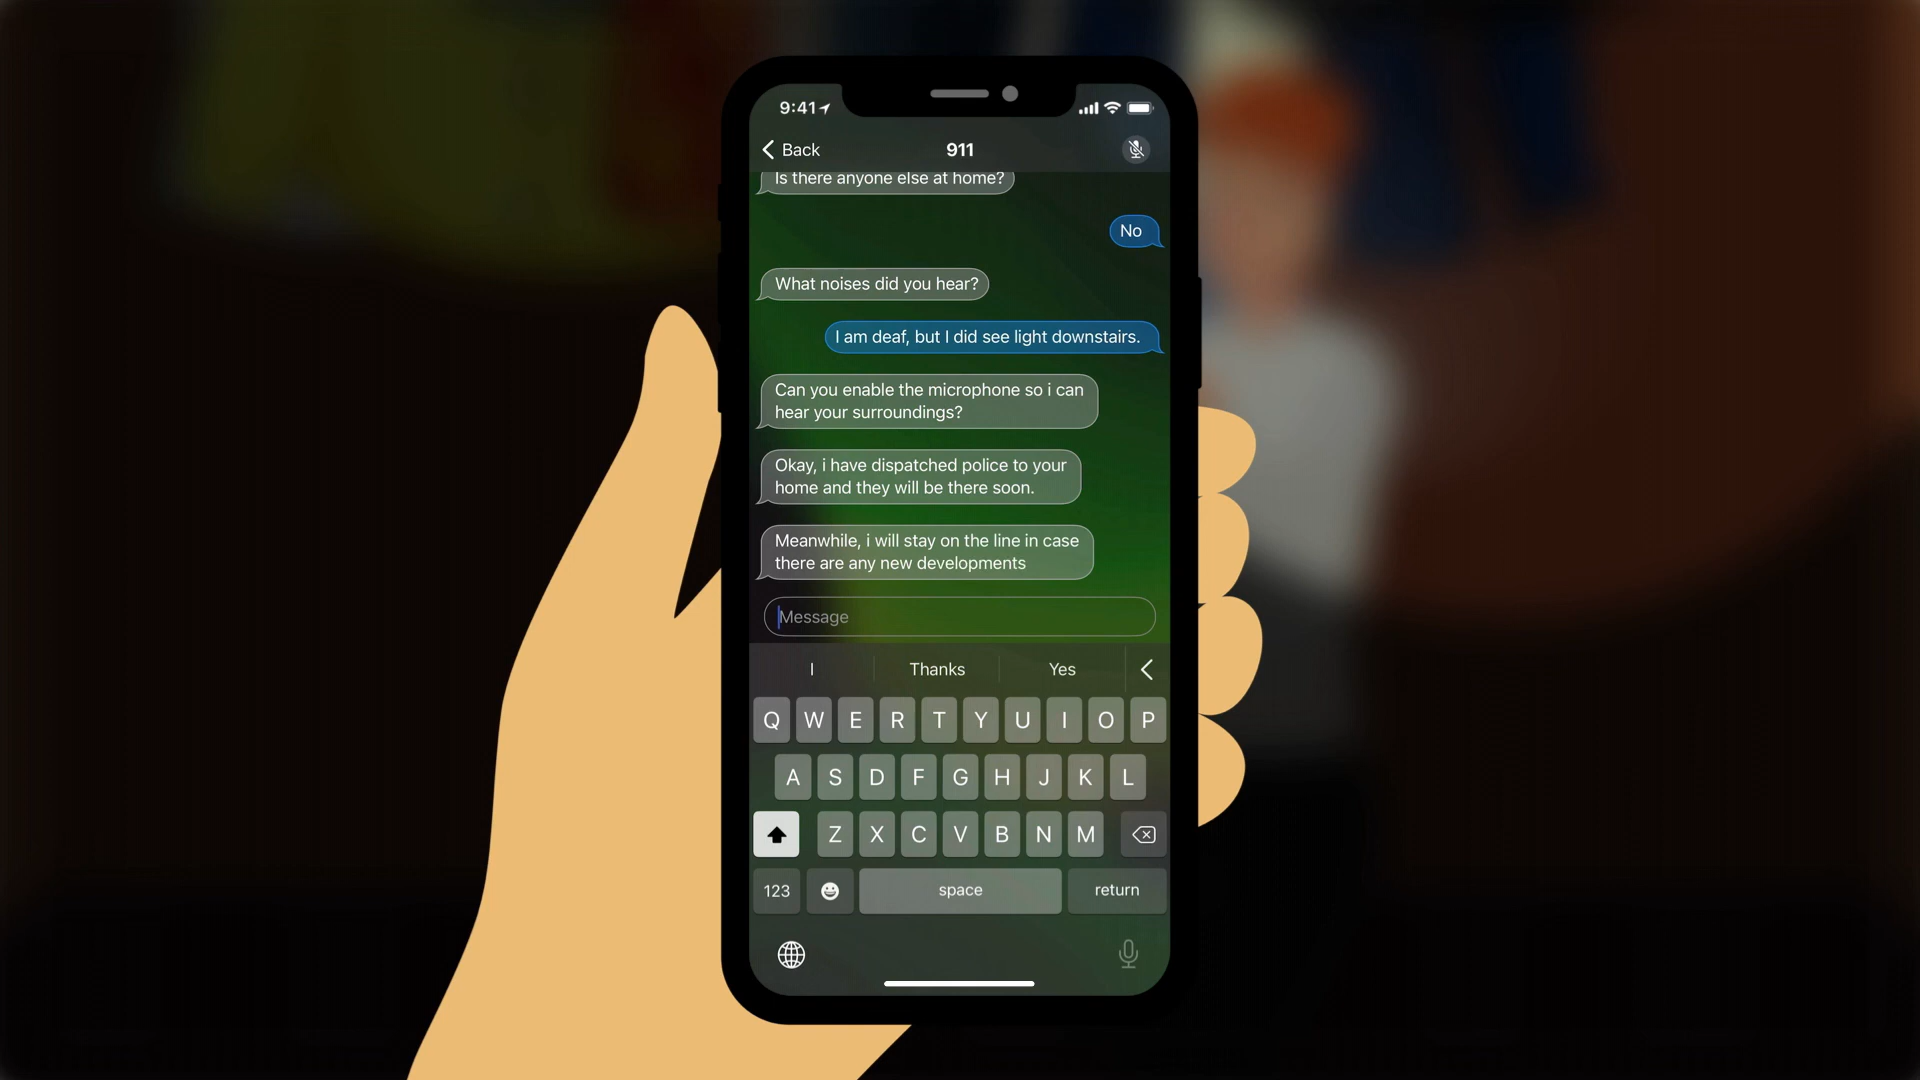 9:41
Back
911
Is there anyone else at home?
No
What noises did you hear?
I am deaf, but I did see light downstairs.
Can you enable the microphone so i can
hear your surroundings?
Okay, i have dispatched police to your
home and they will be there soon.
Meanwhile, i will stay on the line in case
there are any new developments
Message
I Thanks Yes
Q W E R T Y U I O P
A S D F G H J K L
Z X C V B N M
123 space return